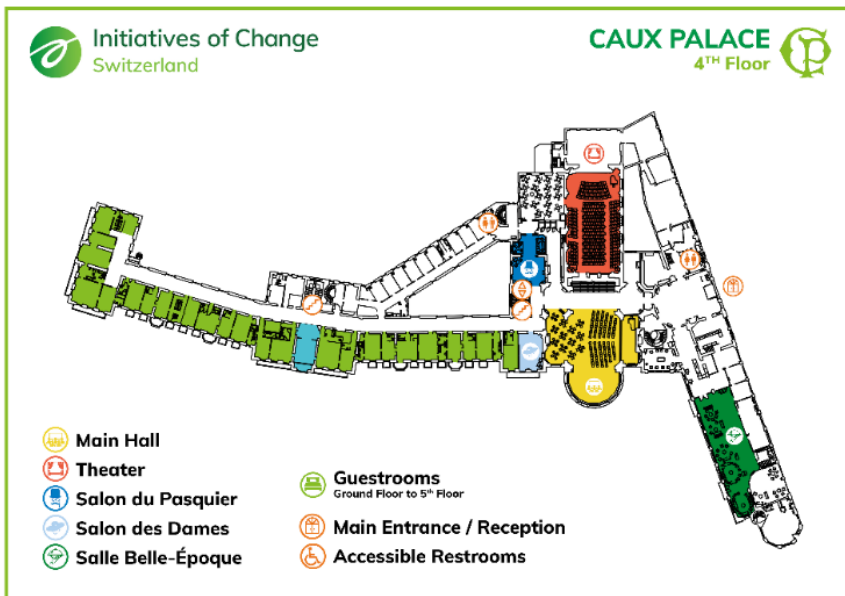 Initiatives of Change
Switzerland
CAUX PALACE
4TH Floor
Main Hall
Theater
Salon du Pasquier
Salon des Dames
Salle Belle-Époque
Guestrooms
Ground Floor to 5th Floor
Main Entrance / Reception
Accessible Restrooms